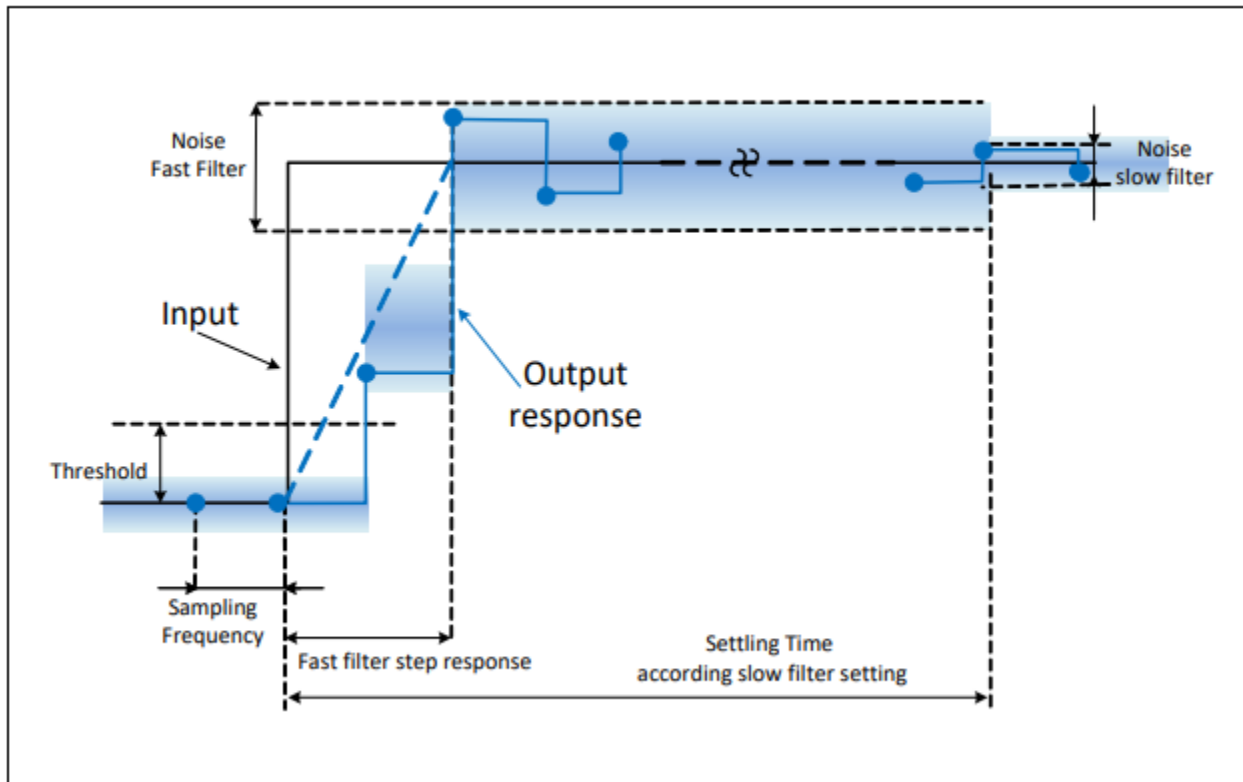 Noise
Fast Filter
Noise
slow filter
Input
Output
response
Threshold
Sampling
Frequency
Fast filter step response
Settling Time
according slow filter setting